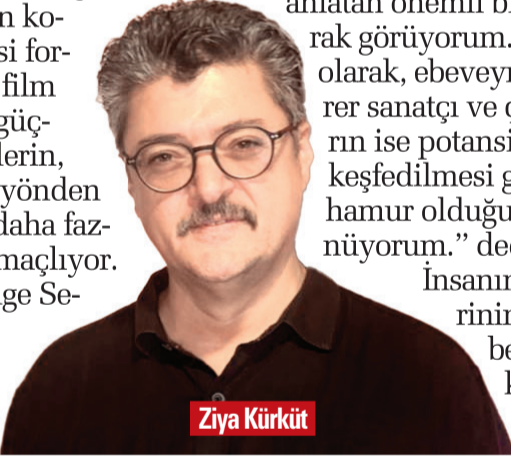 n ko-
si for-
film
güç-
lerin,
yönden
daha faz-
maçlıyor.
ge Se-
anlatan önemli b
rak görüyorum.
olarak, ebeveyn
rer sanatçı ve ç
rın ise potansi
keşfedilmesi g
hamur olduğu
nüyorum.” de
İnsanın
rinin
be
k
Ziya Kürküt